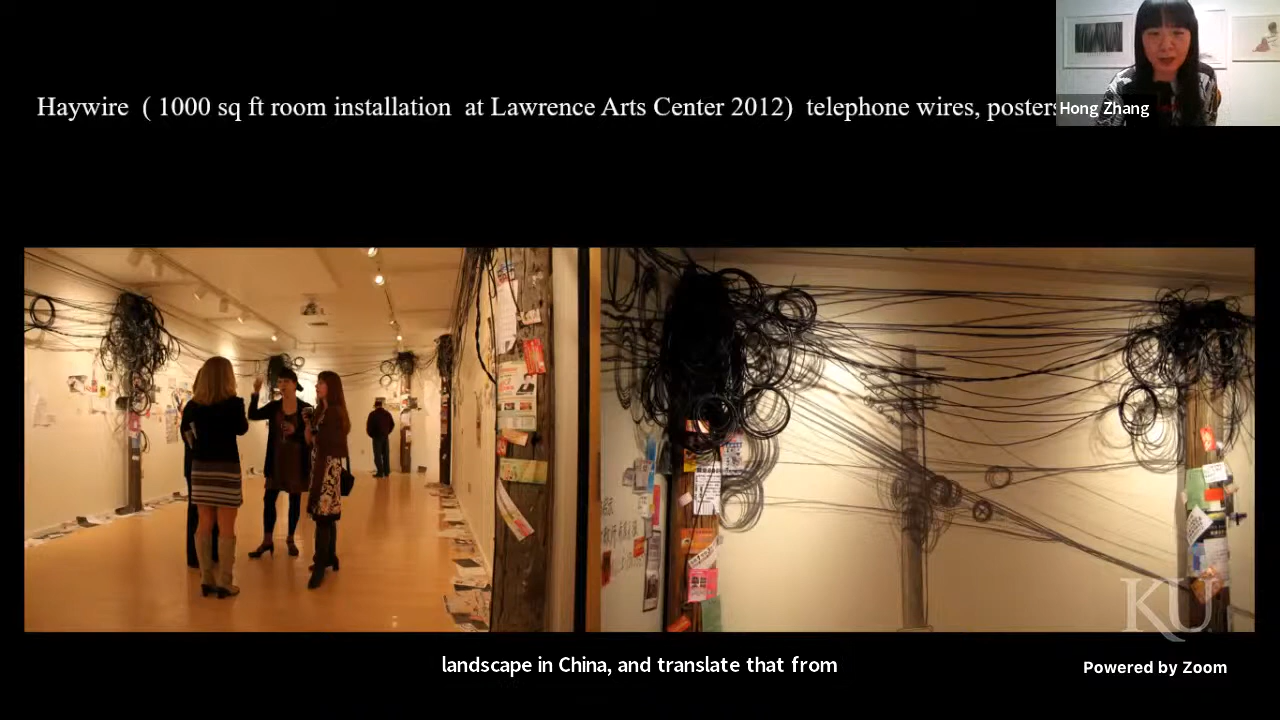 Haywire ( 1000 sq ft room installation at Lawrence Arts Center 2012) telephone wires, posters
Hong Zhang
KU
landscape in China, and translate that from
Powered by Zoom